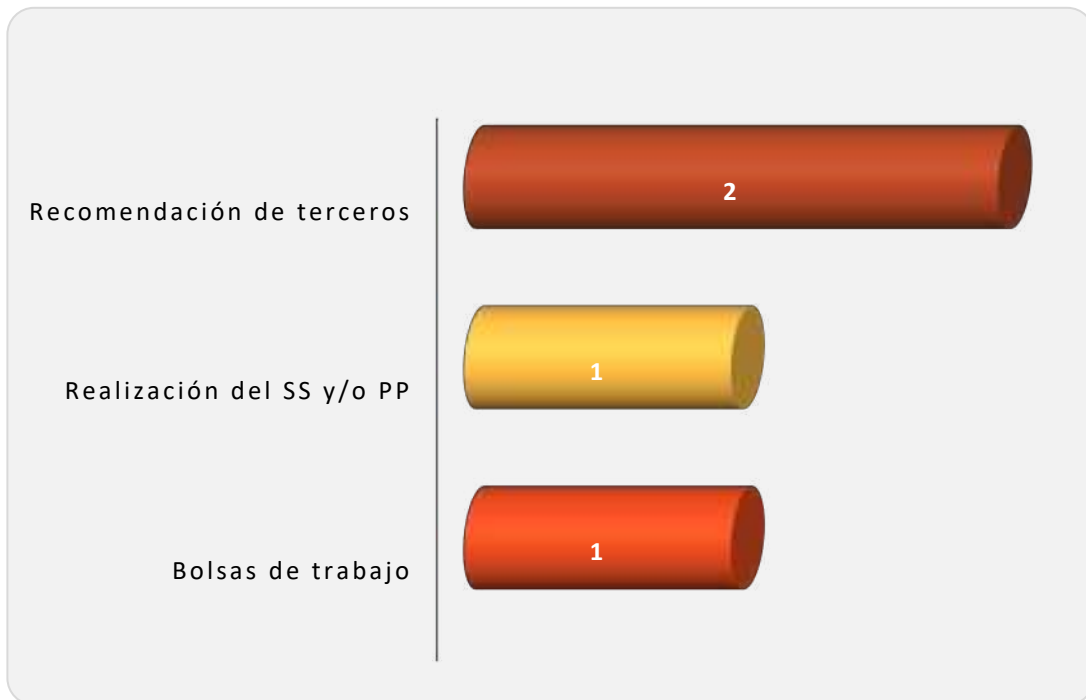 Recomendación de terceros
2
Realización del SS y/o PP
1
Bolsas de trabajo
1